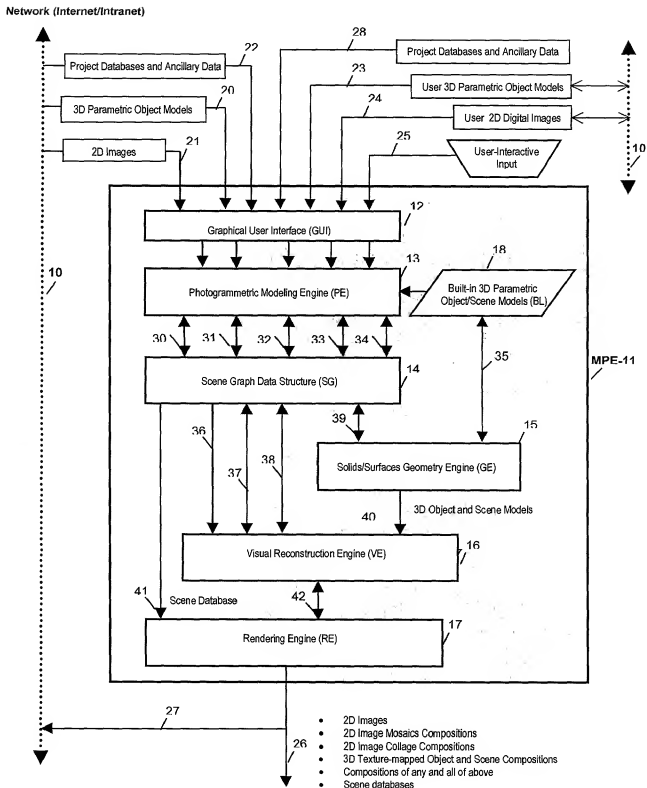 Network (Internet/Intranet)
28
22
Project Databases and Ancillary Data
Project Databases and Ancillary Data
23
20
User 3D Parametric Object Models
3D Parametric Object Models
24
21
User 2D Digital Images
2D Images
25
User-Interactive
Input
10
12
Graphical User Interface (GUI)
10
13
18
Photogrammetric Modeling Engine (PE)
Built-in 3D Parametric
Object/Scene Models (BL)
30
31
32
33
34
35
MPE-11
Scene Graph Data Structure (SG)
14
36
39
15
37
38
Solids/Surfaces Geometry Engine (GE)
40
3D Object and Scene Models
Visual Reconstruction Engine (VE)
16
41
Scene Database
42
Rendering Engine (RE)
17
27
26
• 2D Images
• 2D Image Mosaics Compositions
• 2D Image Collage Compositions
• 3D Texture-mapped Object and Scene Compositions
• Compositions of any and all of above
• Scene databases